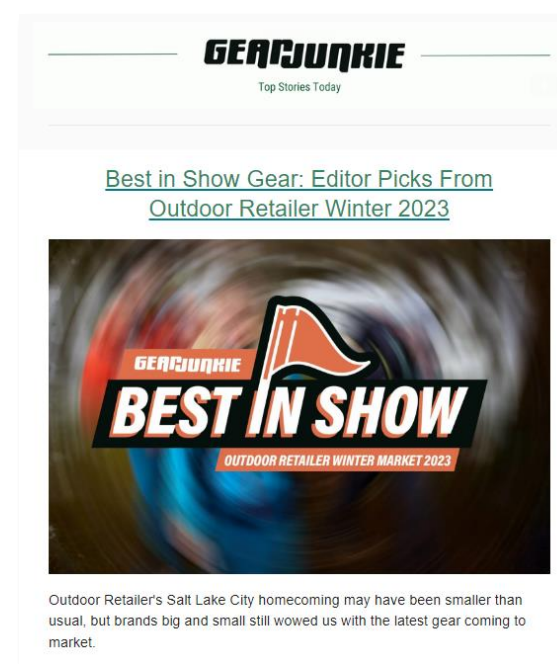 GEARJUNKIE
Top Stories Today
Best in Show Gear: Editor Picks From
Outdoor Retailer Winter 2023
GEARJUNKIE
BEST IN SHOW
OUTDOOR RETAILER WINTER MARKET 2023
Outdoor Retailer's Salt Lake City homecoming may have been smaller than
usual, but brands big and small still wowed us with the latest gear coming to
market.